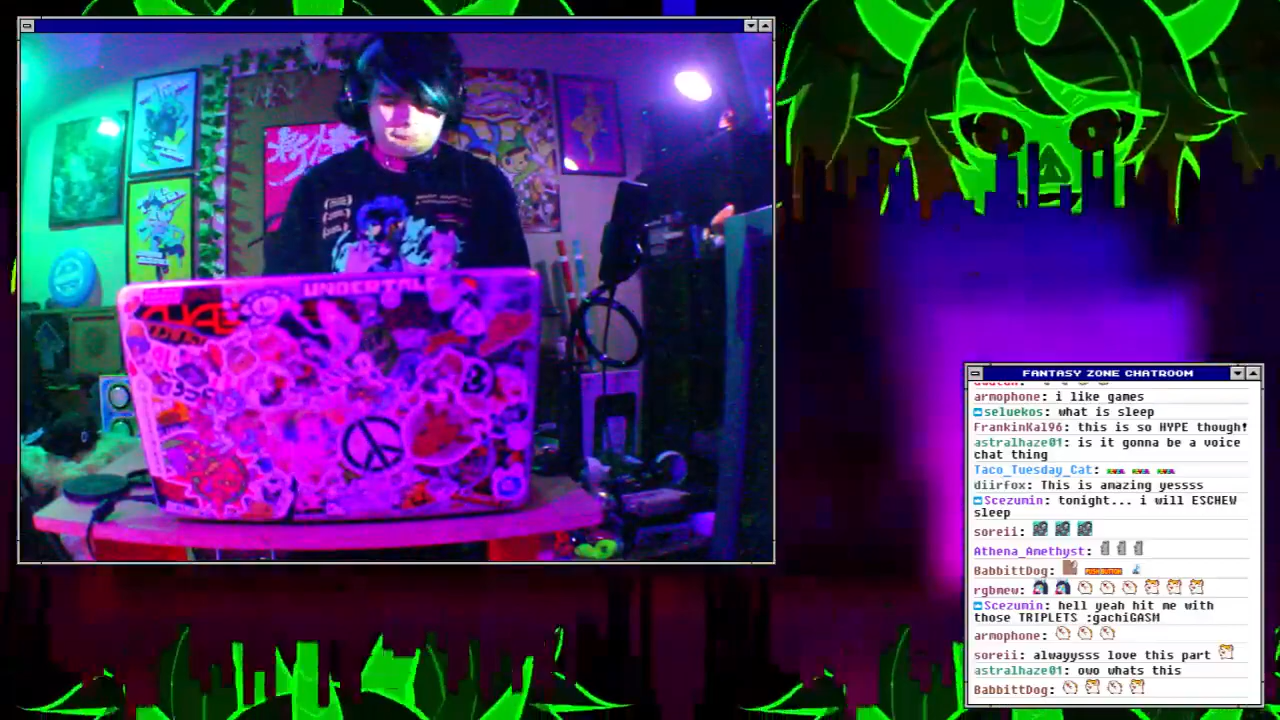 UNDERTALE
FANTASY ZONE CHATROOM
armophone: i like games
seluekos: what is sleep
FrankinKal96: this is so HYPE though!
astralhaze01: is it gonna be a voice
chat thing
Taco_Tuesday_Cat:
diirfox: This is amazing yessss
Scezumin: tonight... i will ESCHEW
sleep
soreii:
Athena_Amethyst:
BabbittDog:
rgbmew:
Scezumin: hell yeah hit me with
those TRIPLETS :gachiGASM
armophone:
soreii: alwayysss love this part
astralhaze01: owo whats this
BabbittDog: